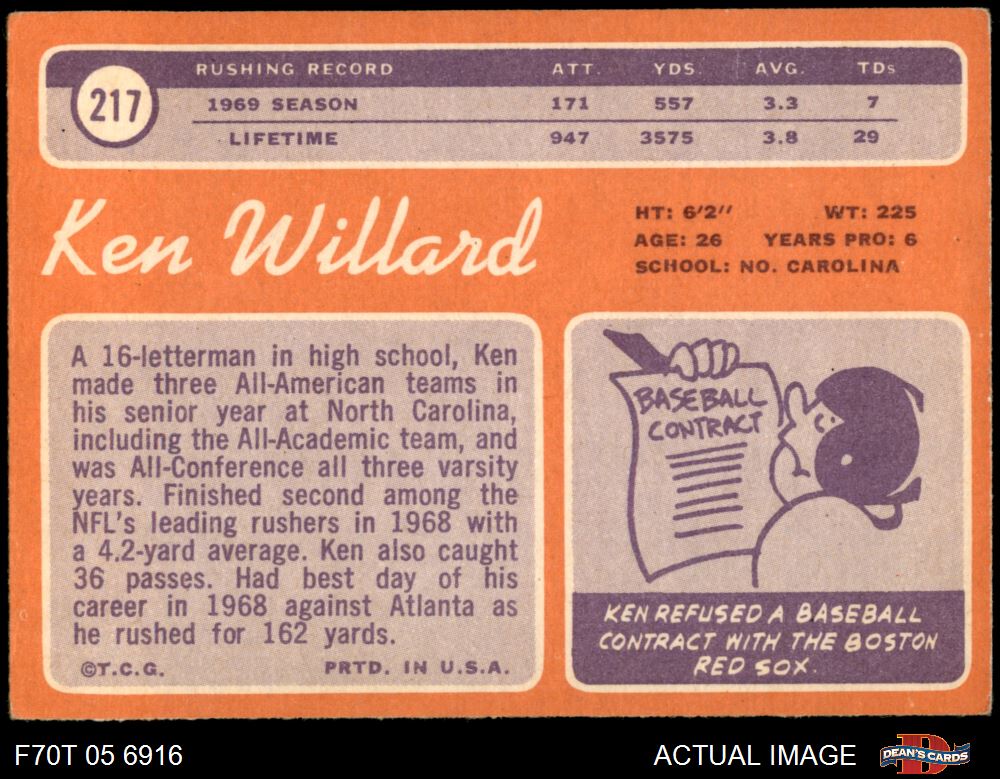 RUSHING RECORD ATT. YDS. AVG. TDs
217
1969 SEASON 171 557 3.3 7
LIFETIME 947 3575 3.8 29
Ken Willard
HT: 6'2" WT: 225
AGE: 26 YEARS PRO: 6
SCHOOL: NO. CAROLINA
A 16-letterman in high school, Ken
made three All-American teams in
his senior year at North Carolina,
including the All-Academic team, and
was All-Conference all three varsity
years. Finished second among the
NFL's leading rushers in 1968 with
a 4.2-yard average. Ken also caught
36 passes. Had best day of his
career in 1968 against Atlanta as
he rushed for 162 yards.
©T.C.G. PRTD. IN U.S.A.
BASEBALL
CONTRACT
KEN REFUSED A BASEBALL
CONTRACT WITH THE BOSTON
RED SOX.
F70T 05 6916 ACTUAL IMAGE
DEAN'S CARDS